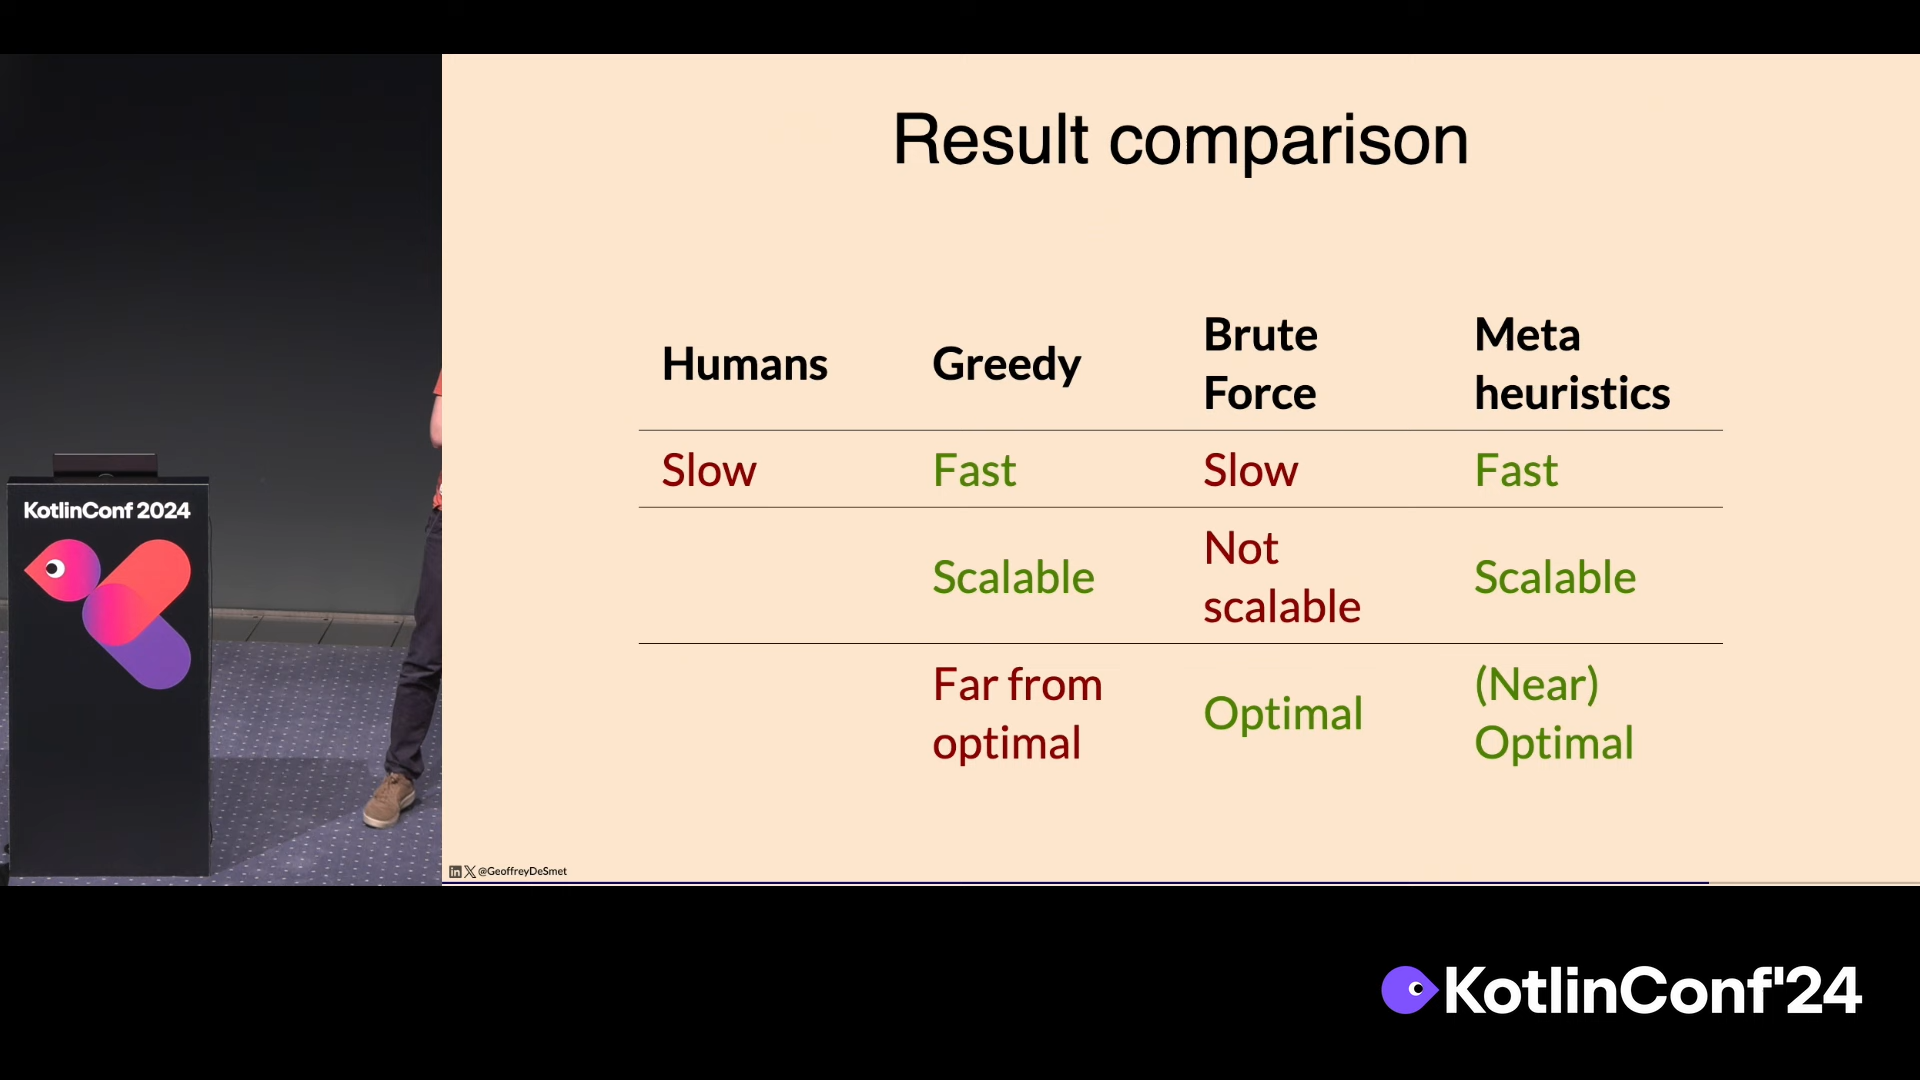 Result comparison
Humans
Greedy
Brute
Force
Meta
heuristics
Slow
Fast
Slow
Fast
Scalable
Not
scalable
Scalable
Far from
optimal
Optimal
(Near)
Optimal
@GeoffreyDeSmet
KotlinConf 2024
KotlinConf'24